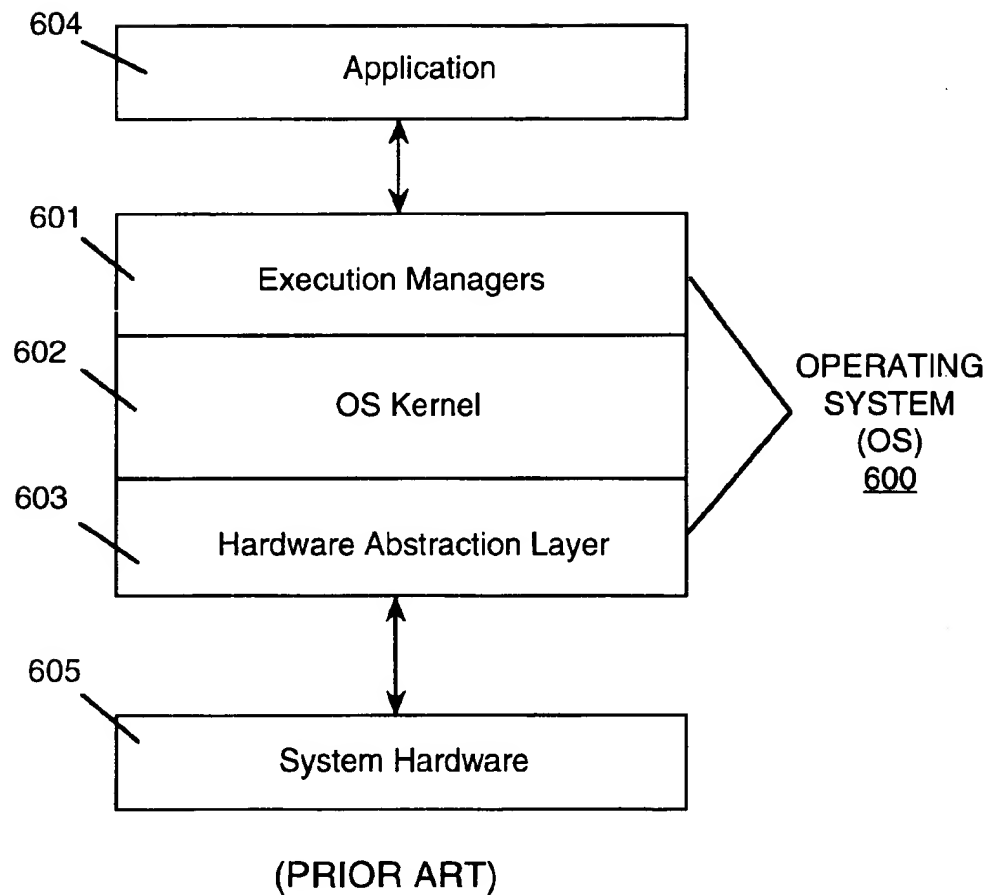 604
Application
601
Execution Managers
602
OS Kernel
OPERATING
SYSTEM
(OS)
600
603
Hardware Abstraction Layer
605
System Hardware
(PRIOR ART)